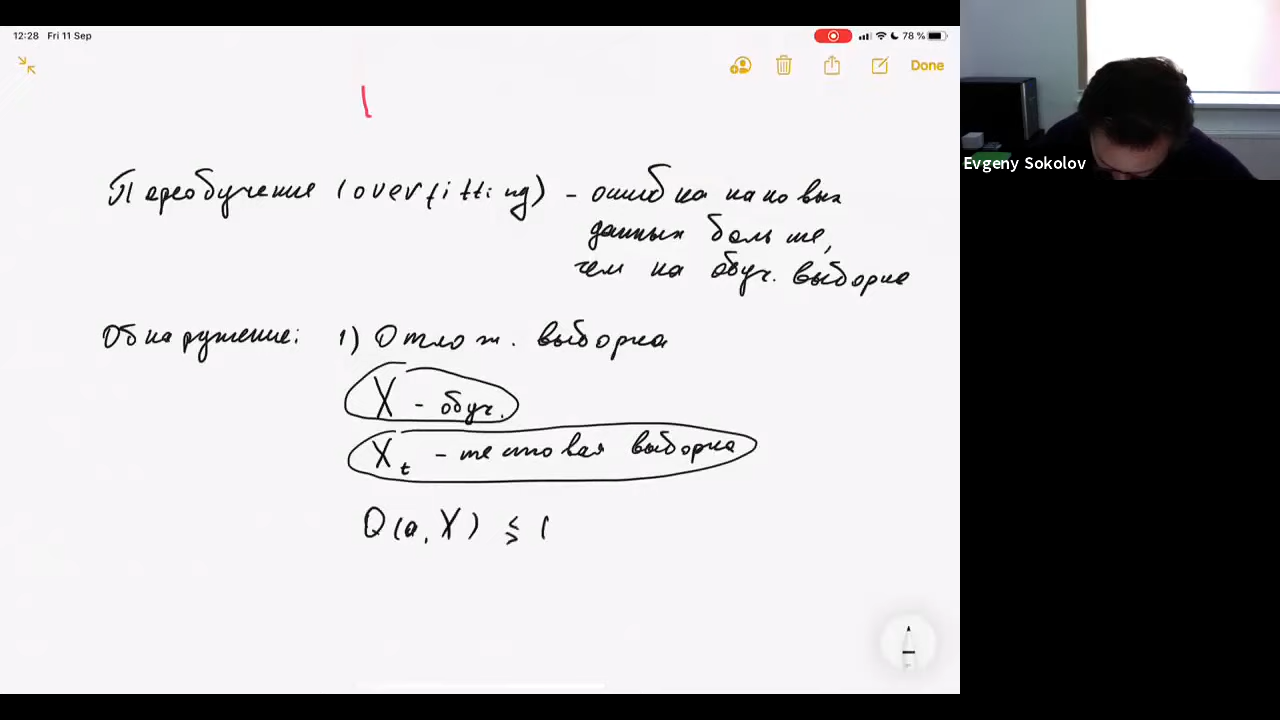 12:28 Fri 11 Sep
78 %
Done
Evgeny Sokolov
Переобучение (overfitting) - ошибка на новых
данных больше,
чем на обуч. выборке
Обнаружение: 1) Отлож. выборка
X - обуч.
X_t - тестовая выборка
Q(a, X) ≶ (